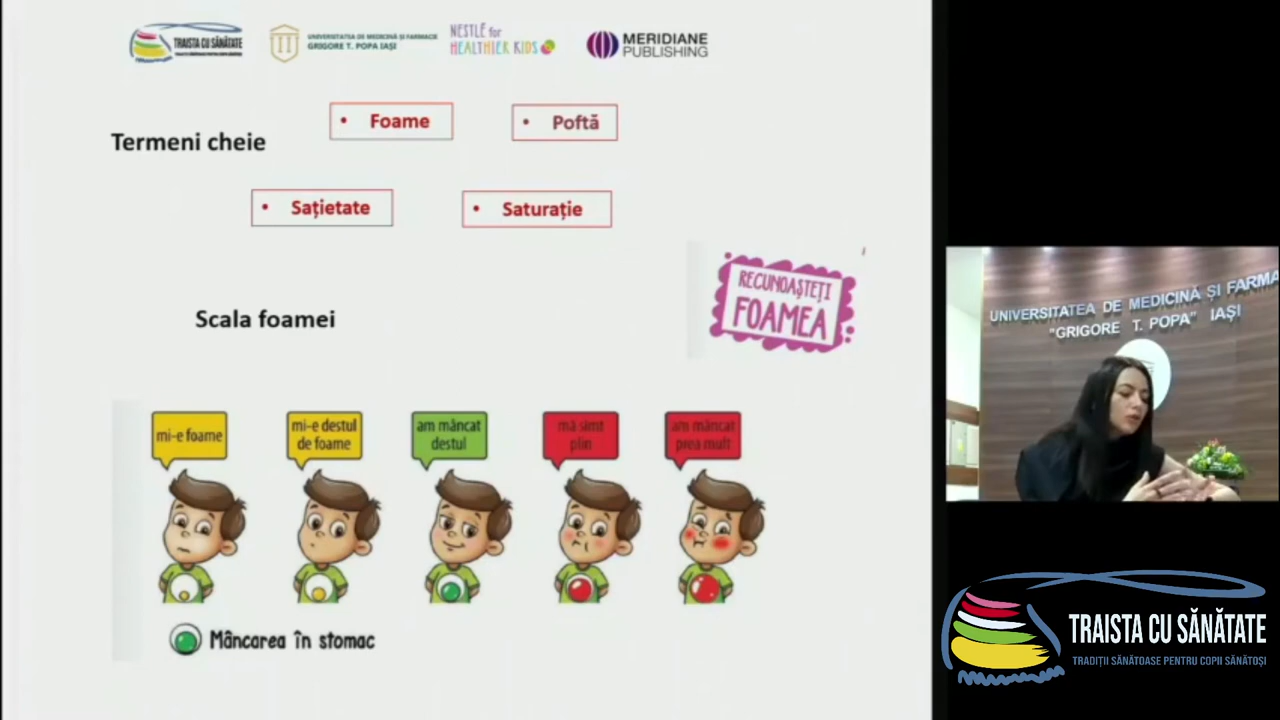 TRAISTA CU SĂNĂTATE
UNIVERSITATEA DE MEDICINĂ ȘI FARMACIE
GRIGORE T. POPA IAȘI
NESTLÉ for
HEALTHIER KIDS
MERIDIANE
PUBLISHING
Termeni cheie
• Foame
• Poftă
• Sațietate
• Saturație
RECUNOAȘTEȚI
FOAMEA
Scala foamei
mi-e foame
mi-e destul
de foame
am mâncat
destul
mă simt
plin
am mâncat
prea mult
Mâncarea în stomac
UNIVERSITATEA DE MEDICINĂ ȘI FARMA
"GRIGORE T. POPA" IAȘI
TRAISTA CU SĂNĂTATE
TRADIȚII SĂNĂTOASE PENTRU COPII SĂNĂTOȘI